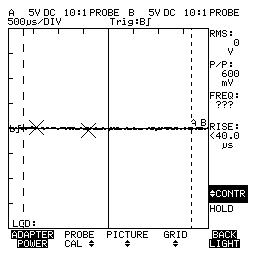 A 5V DC 10:1 PROBE B 5V DC 10:1 PROBE
500µs/DIV Trig:B∫
RMS:
0
V
P/P:
600
mV
FREQ:
???
A B
RISE:
<40.0
µs
b∫
CONTR
HOLD
LGD:
ADAPTER POWER
PROBE CAL
PICTURE
GRID
BACK LIGHT